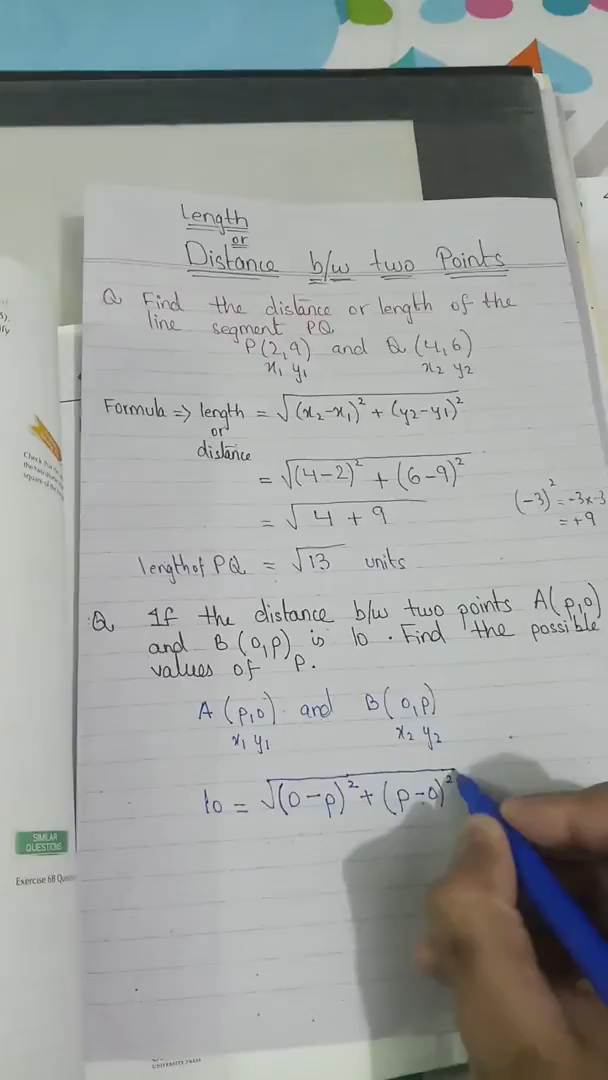 Length
or
Distance b/w two Points
Q Find the distance or length of the
line segment PQ.
P(2,9) and Q(4,6)
x₁ y₁ x₂ y₂
Formula => length = √(x₂-x₁)² + (y₂-y₁)²
or
distance
= √(4-2)² + (6-9)²
= √4 + 9
(-3)² = -3x-3
= +9
length of PQ = √13 units
Q If the distance b/w two points A(p,0)
and B(0,p) is 10. Find the possible
values of p.
A(p,0) and B(0,p)
x₁ y₁ x₂ y₂
10 = √(0-p)² + (p-0)²
SIMILAR
QUESTIONS
Exercise 6B
UNIVERSITY PRESS